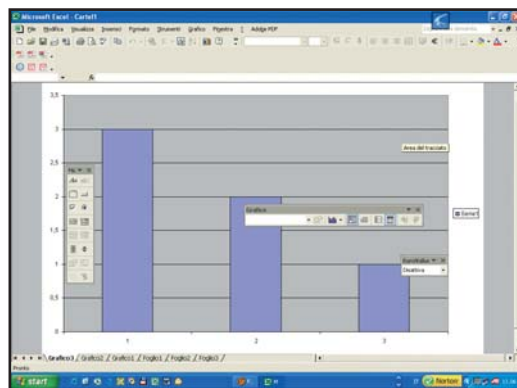 Microsoft Excel - Cartel1
File Modifica Visualizza Inserisci Formato Strumenti Grafico Finestra ? Adobe PDF
3,5
3
2,5
2
1,5
1
0,5
0
Area del tracciato
Grafico
Serie1
EuroValue
Disattiva
1 2 3
Grafico3 / Grafico2 / Grafico1 / Foglio1 / Foglio2 / Foglio3 /
Pronto
start
Norton